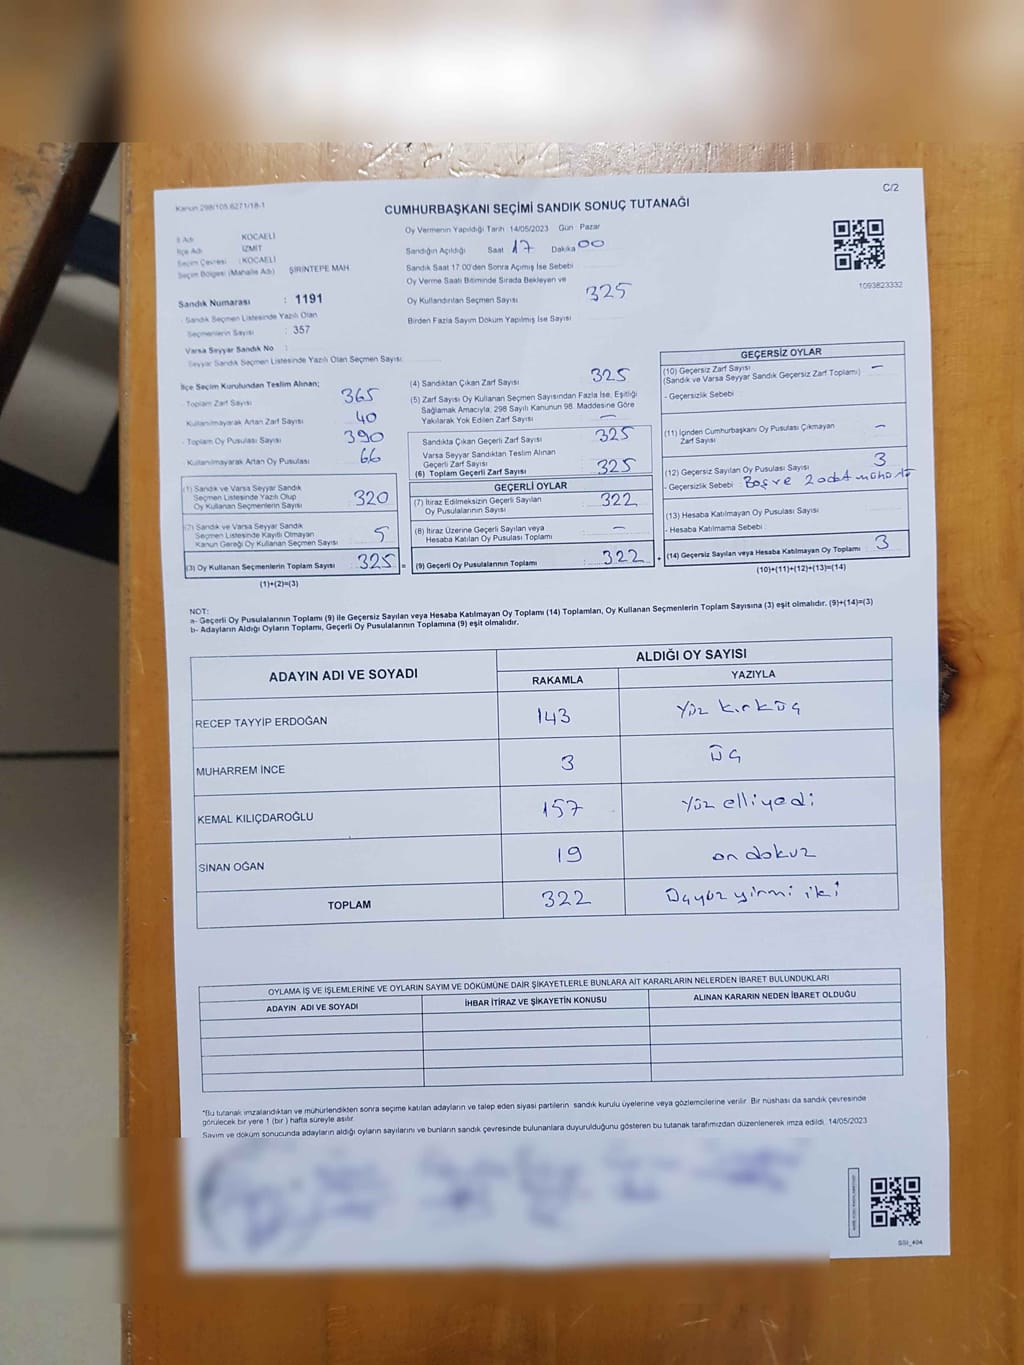 C/2
Kanun 298/105,6271/18-1
CUMHURBAŞKANI SEÇİMİ SANDIK SONUÇ TUTANAĞI
İl Adı : KOCAELİ
İlçe Adı : İZMİT
Seçim Çevresi : KOCAELİ
Seçim Bölgesi (Mahalle Adı) : ŞİRİNTEPE MAH
Sandık Numarası : 1191
- Sandık Seçmen Listesinde Yazılı Olan
Seçmenlerin Sayısı : 357
Varsa Seyyar Sandık No :
Seyyar Sandık Seçmen Listesinde Yazılı Olan Seçmen Sayısı:
Oy Vermenin Yapıldığı Tarih 14/05/2023 Gün Pazar
Sandığın Açıldığı Saat 17 Dakika 00
Sandık Saat 17.00'den Sonra Açımış İse Sebebi
Oy Verme Saati Bitiminde Sırada Bekleyen ve
Oy Kullandırılan Seçmen Sayısı 325
Birden Fazla Sayım Döküm Yapılmış İse Sayısı
1093823332
İlçe Seçim Kurulundan Teslim Alınan;
- Toplam Zarf Sayısı 365
- Kullanılmayarak Artan Zarf Sayısı 40
- Toplam Oy Pusulası Sayısı 390
- Kullanılmayarak Artan Oy Pusulası 66
(1) Sandık ve Varsa Seyyar Sandık
Seçmen Listesinde Yazılı Olup
Oy Kullanan Seçmenlerin Sayısı 320
(2) Sandık ve Varsa Seyyar Sandık
Seçmen Listesinde Kayıtlı Olmayan
Kanun Gereği Oy Kullanan Seçmen Sayısı 5
(3) Oy Kullanan Seçmenlerin Toplam Sayısı 325 =
(1)+(2)=(3)
(4) Sandıktan Çıkan Zarf Sayısı 325
(5) Zarf Sayısı Oy Kullanan Seçmen Sayısından Fazla İse, Eşitliği
Sağlamak Amacıyla; 298 Sayılı Kanunun 98. Maddesine Göre
Yakılarak Yok Edilen Zarf Sayısı —
Sandıkta Çıkan Geçerli Zarf Sayısı 325
Varsa Seyyar Sandıktan Teslim Alınan
Geçerli Zarf Sayısı
(6) Toplam Geçerli Zarf Sayısı 325
GEÇERLİ OYLAR
(7) İtiraz Edilmeksizin Geçerli Sayılan
Oy Pusulalarının Sayısı 322
(8) İtiraz Üzerine Geçerli Sayılan veya
Hesaba Katılan Oy Pusulası Toplamı —
(9) Geçerli Oy Pusulalarının Toplamı 322 +
GEÇERSİZ OYLAR
(10) Geçersiz Zarf Sayısı —
(Sandık ve Varsa Seyyar Sandık Geçersiz Zarf Toplamı)
- Geçersizlik Sebebi
(11) İçinden Cumhurbaşkanı Oy Pusulası Çıkmayan —
Zarf Sayısı
(12) Geçersiz Sayılan Oy Pusulası Sayısı 3
- Geçersizlik Sebebi : Boş ve 2 adet
(13) Hesaba Katılmayan Oy Pusulası Sayısı
- Hesaba Katılmama Sebebi :
(14) Geçersiz Sayılan veya Hesaba Katılmayan Oy Toplamı 3
(10)+(11)+(12)+(13)=(14)
NOT:
a- Geçerli Oy Pusulalarının Toplamı (9) ile Geçersiz Sayılan veya Hesaba Katılmayan Oy Toplamı (14) Toplamları, Oy Kullanan Seçmenlerin Toplam Sayısına (3) eşit olmalıdır. (9)+(14)=(3)
b- Adayların Aldığı Oyların Toplamı, Geçerli Oy Pusulalarının Toplamına (9) eşit olmalıdır.
ADAYIN ADI VE SOYADI ALDIĞI OY SAYISI
RAKAMLA YAZIYLA
RECEP TAYYİP ERDOĞAN 143 Yüz kırküç
MUHARREM İNCE 3 Üç
KEMAL KILIÇDAROĞLU 157 Yüz elliyedi
SİNAN OĞAN 19 on dokuz
TOPLAM 322 Üçyüz yirmi iki
OYLAMA İŞ VE İŞLEMLERİNE VE OYLARIN SAYIM VE DÖKÜMÜNE DAİR ŞİKAYETLERLE BUNLARA AİT KARARLARIN NELERDEN İBARET BULUNDUKLARI
ADAYIN ADI VE SOYADI İHBAR İTİRAZ VE ŞİKAYETİN KONUSU ALINAN KARARIN NEDEN İBARET OLDUĞU
*Bu tutanak imzalandıktan ve mühürlendikten sonra seçime katılan adayların ve talep eden siyasi partilerin sandık kurulu üyelerine veya gözlemcilerine verilir. Bir nüshası da sandık çevresinde
görülecek bir yere 1 (bir) hafta süreyle asılır.
Sayım ve döküm sonucunda adayların aldığı oyların sayılarını ve bunların sandık çevresinde bulunanlara duyurulduğunu gösteren bu tutanak tarafımızdan düzenlenerek imza edildi. 14/05/2023
SSI_404